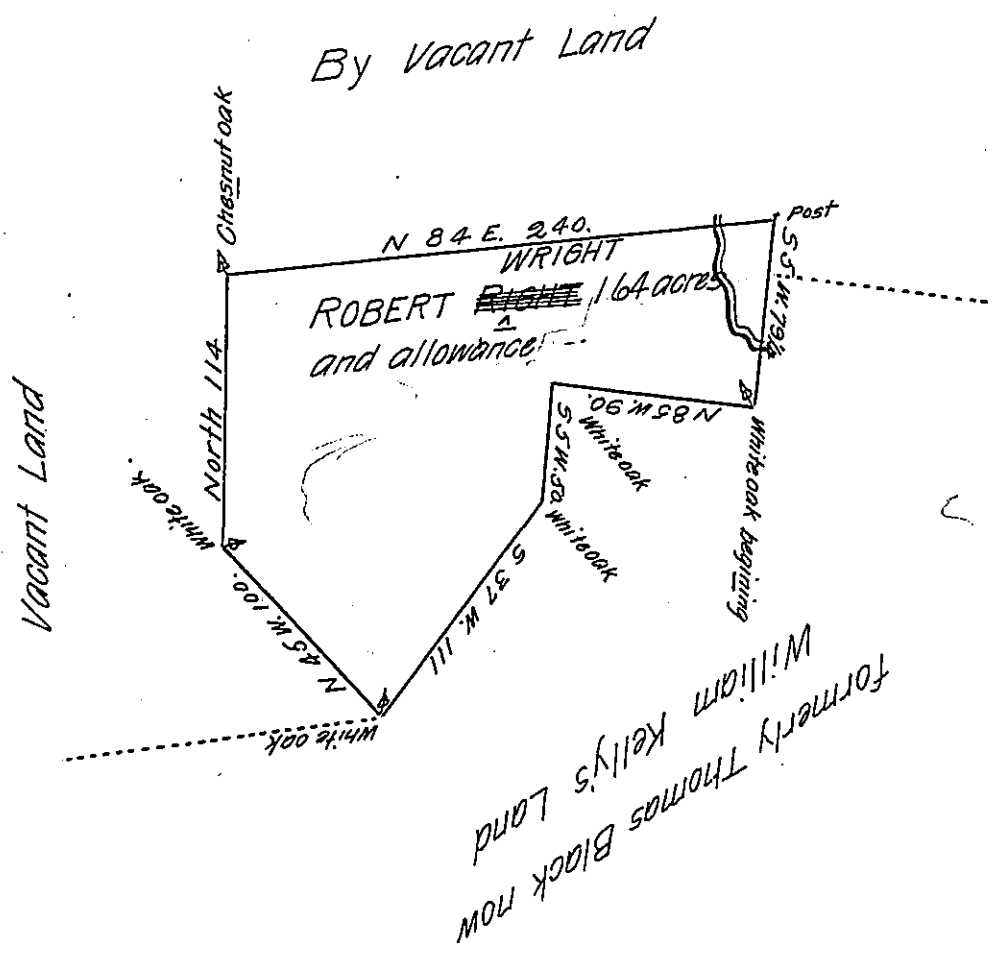 By Vacant Land
Chesnut oak
Post
N 84 E. 240.
WRIGHT
ROBERT RIGHT 164 acres
^
and allowance
S 5 W. 79½
North 114
Vacant Land
N 85 W. 90.
White oak
S 5 W. 50.
White oak
White oak begining
White oak
S 37 W. 111
N 45 W. 100.
White oak
formerly Thomas Black now
William Kelly's Land